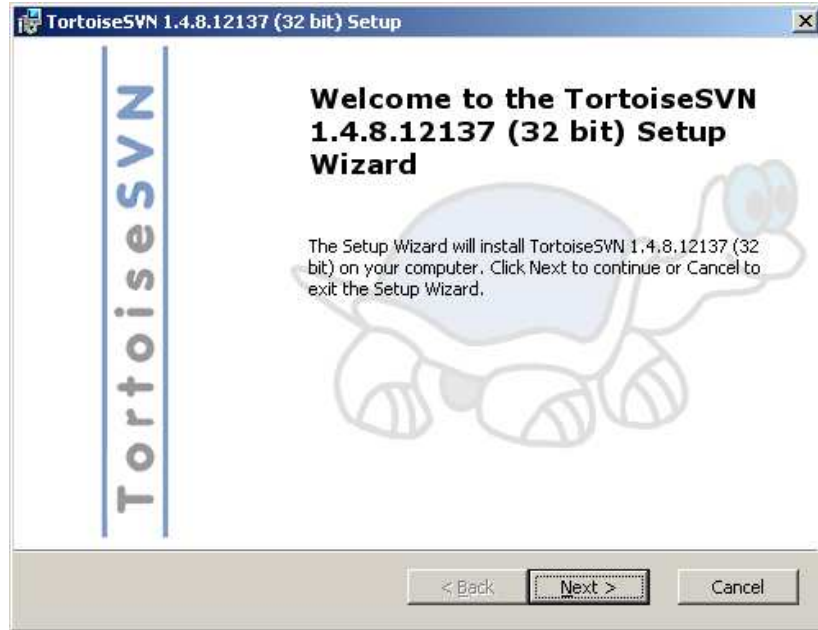 TortoiseSVN 1.4.8.12137 (32 bit) Setup
TortoiseSVN
Welcome to the TortoiseSVN
1.4.8.12137 (32 bit) Setup
Wizard
The Setup Wizard will install TortoiseSVN 1.4.8.12137 (32
bit) on your computer. Click Next to continue or Cancel to
exit the Setup Wizard.
< Back
Next >
Cancel